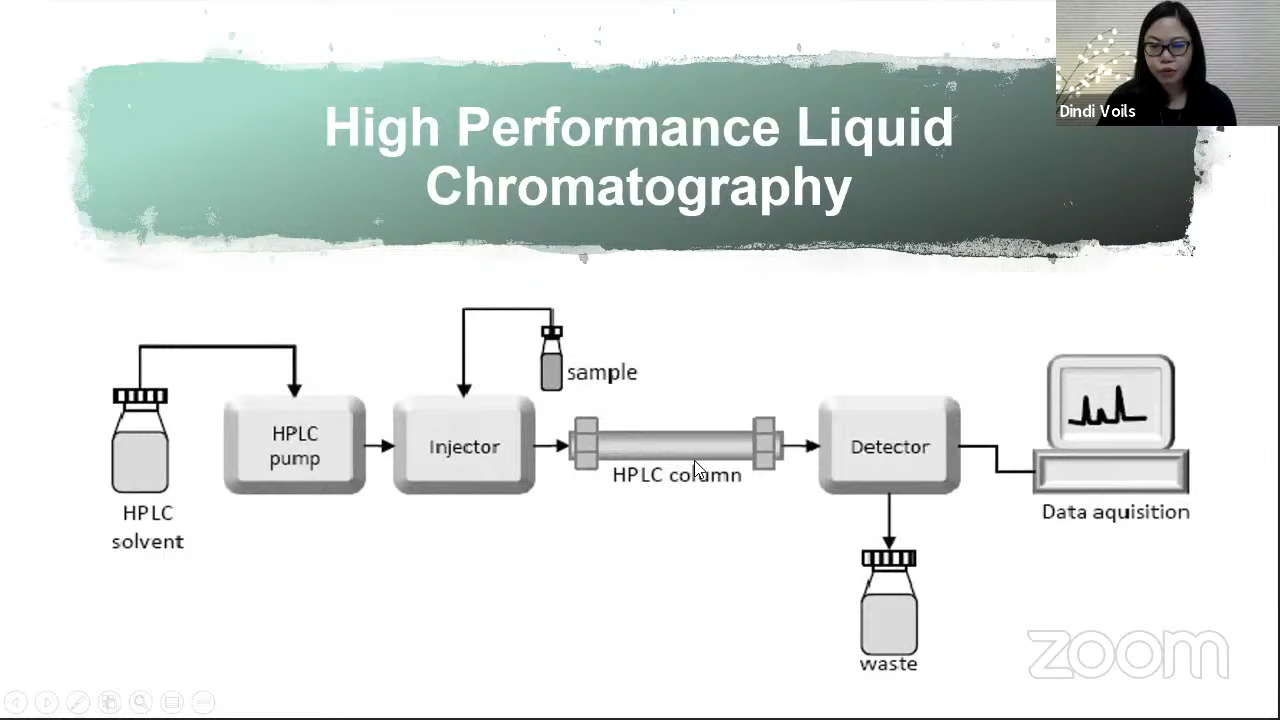 High Performance Liquid
Chromatography
Dindi Voils
sample
HPLC
pump
Injector
HPLC column
Detector
HPLC
solvent
Data aquisition
waste
zoom